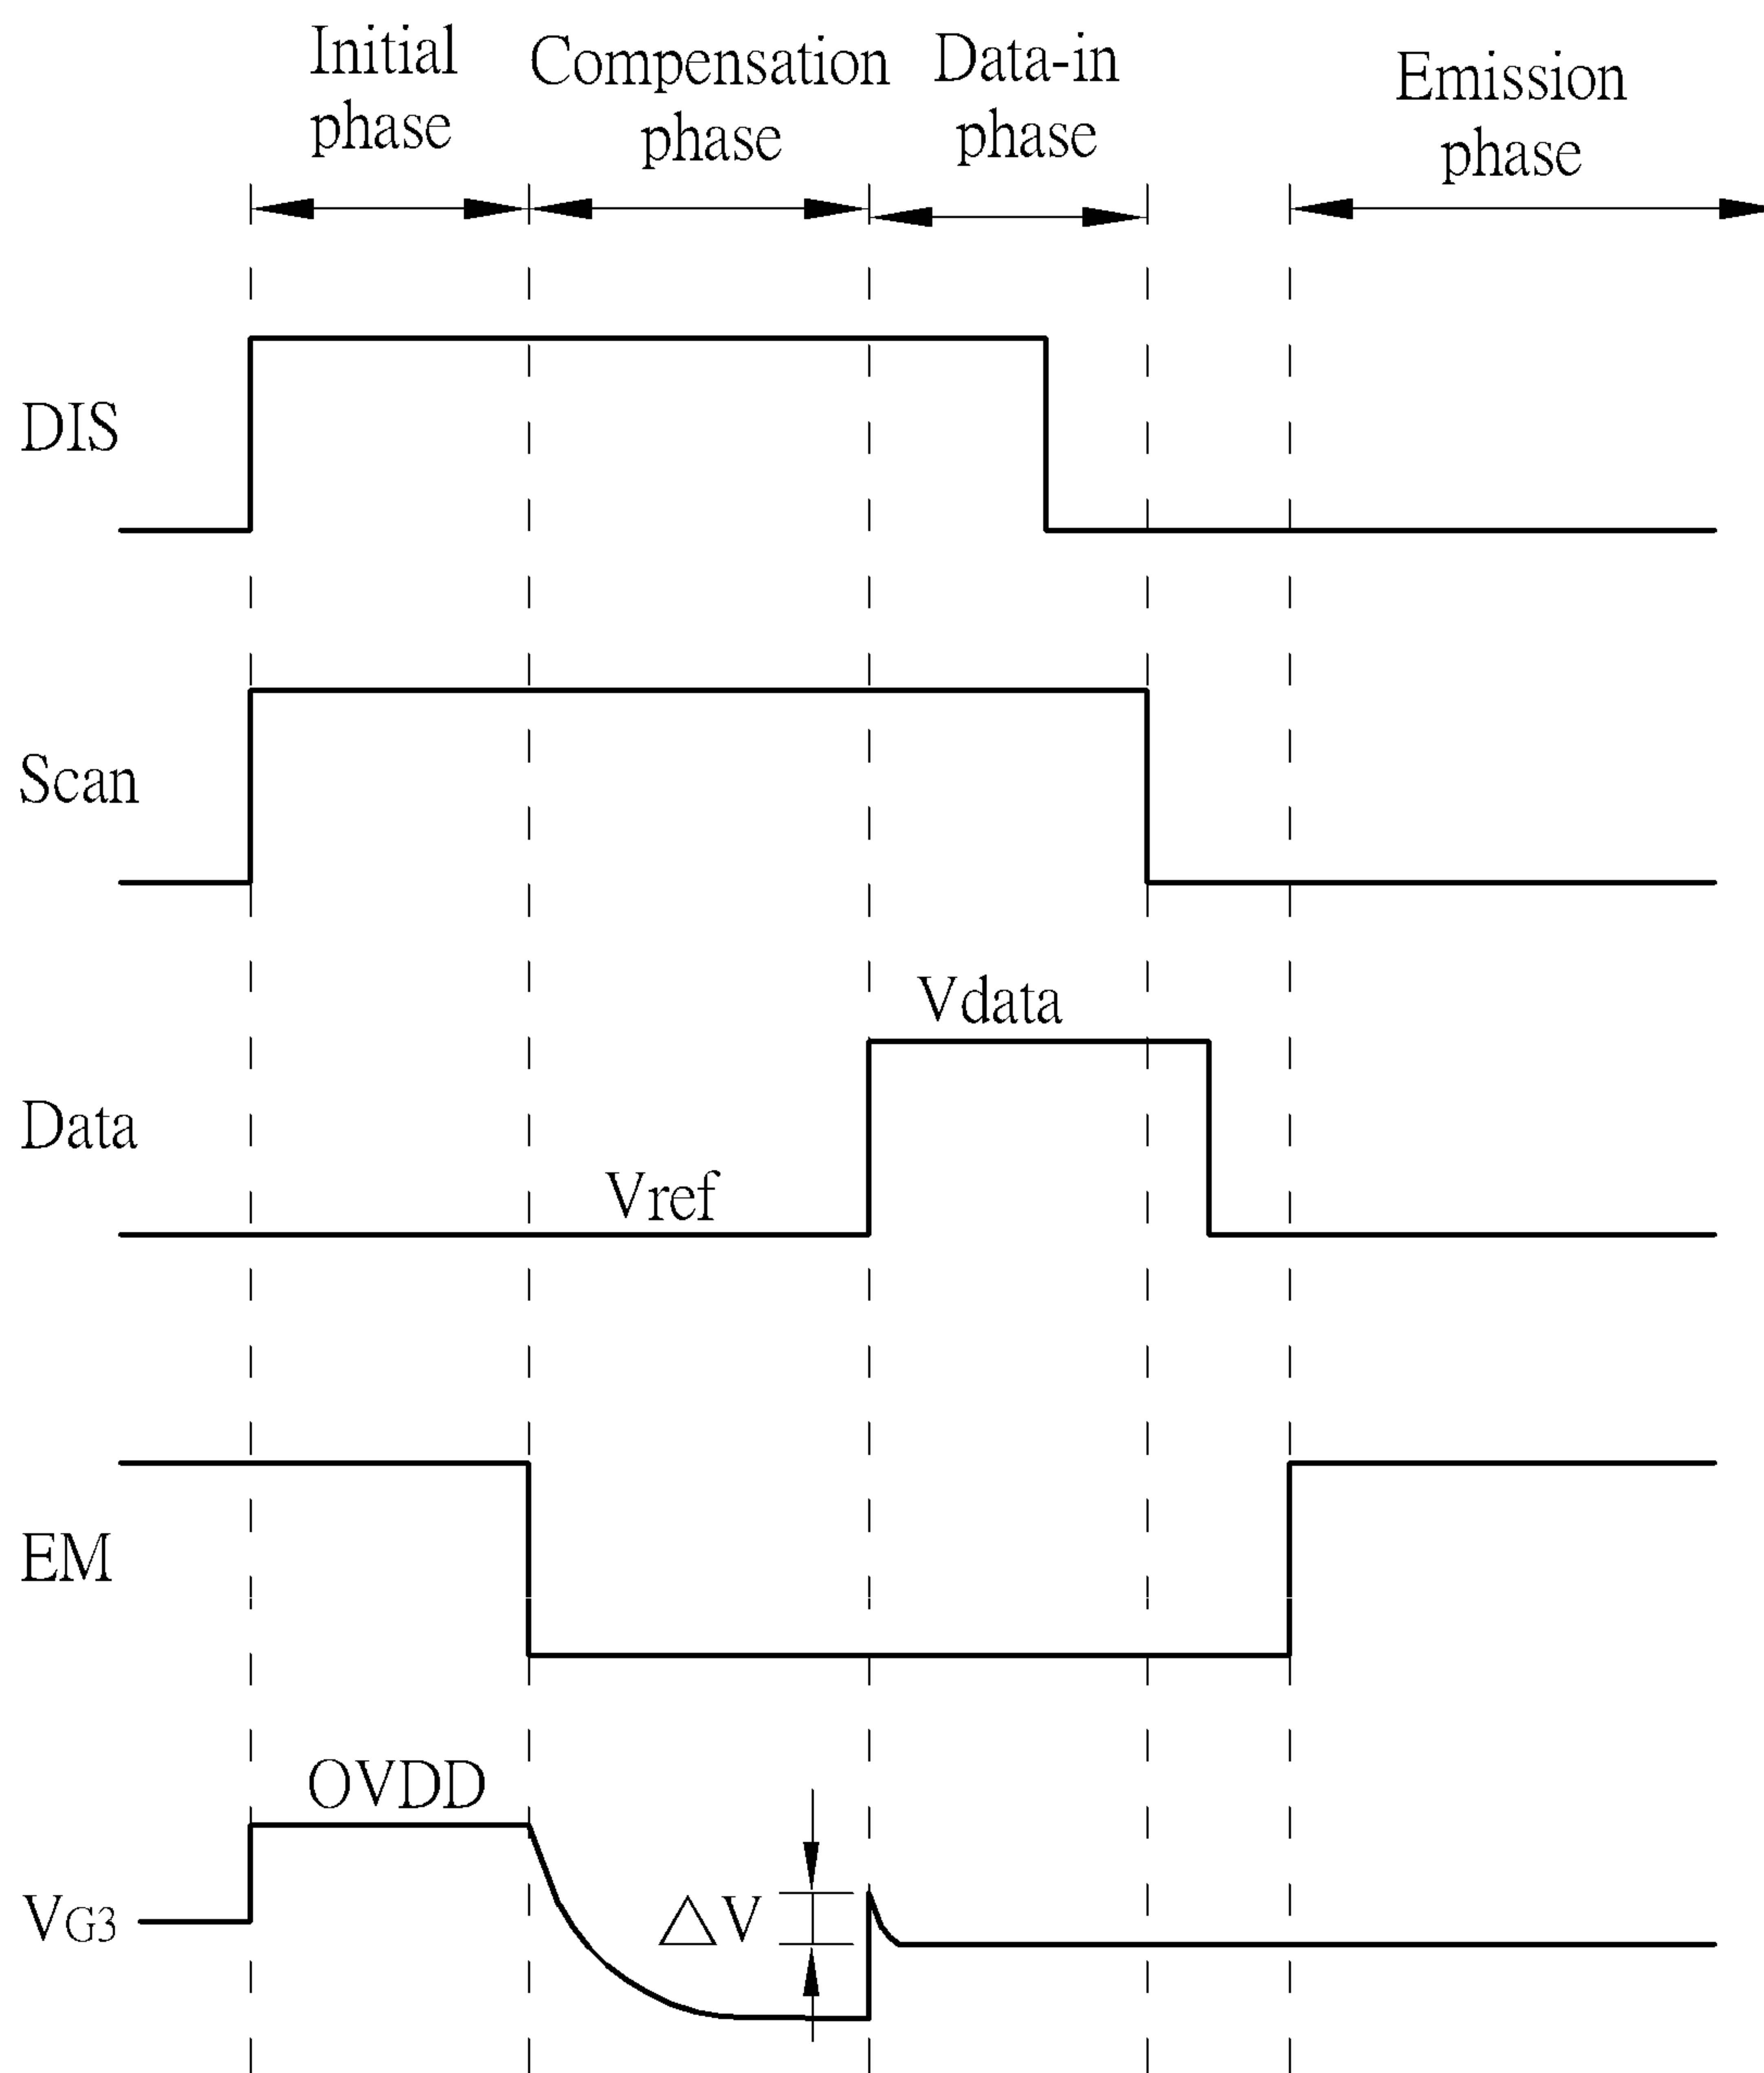 Initial
phase
Compensation
phase
Data-in
phase
Emission
phase
DIS
Scan
Vdata
Data
Vref
EM
OVDD
VG3
△V